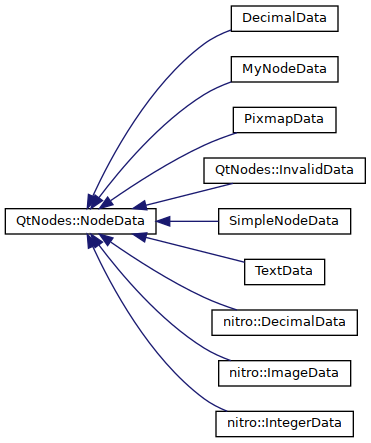 DecimalData
MyNodeData
PixmapData
QtNodes::InvalidData
QtNodes::NodeData
SimpleNodeData
TextData
nitro::DecimalData
nitro::ImageData
nitro::IntegerData